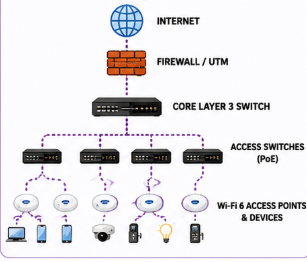 INTERNET
FIREWALL / UTM
CORE LAYER 3 SWITCH
ACCESS SWITCHES
(PoE)
Wi-Fi 6 ACCESS POINTS
& DEVICES